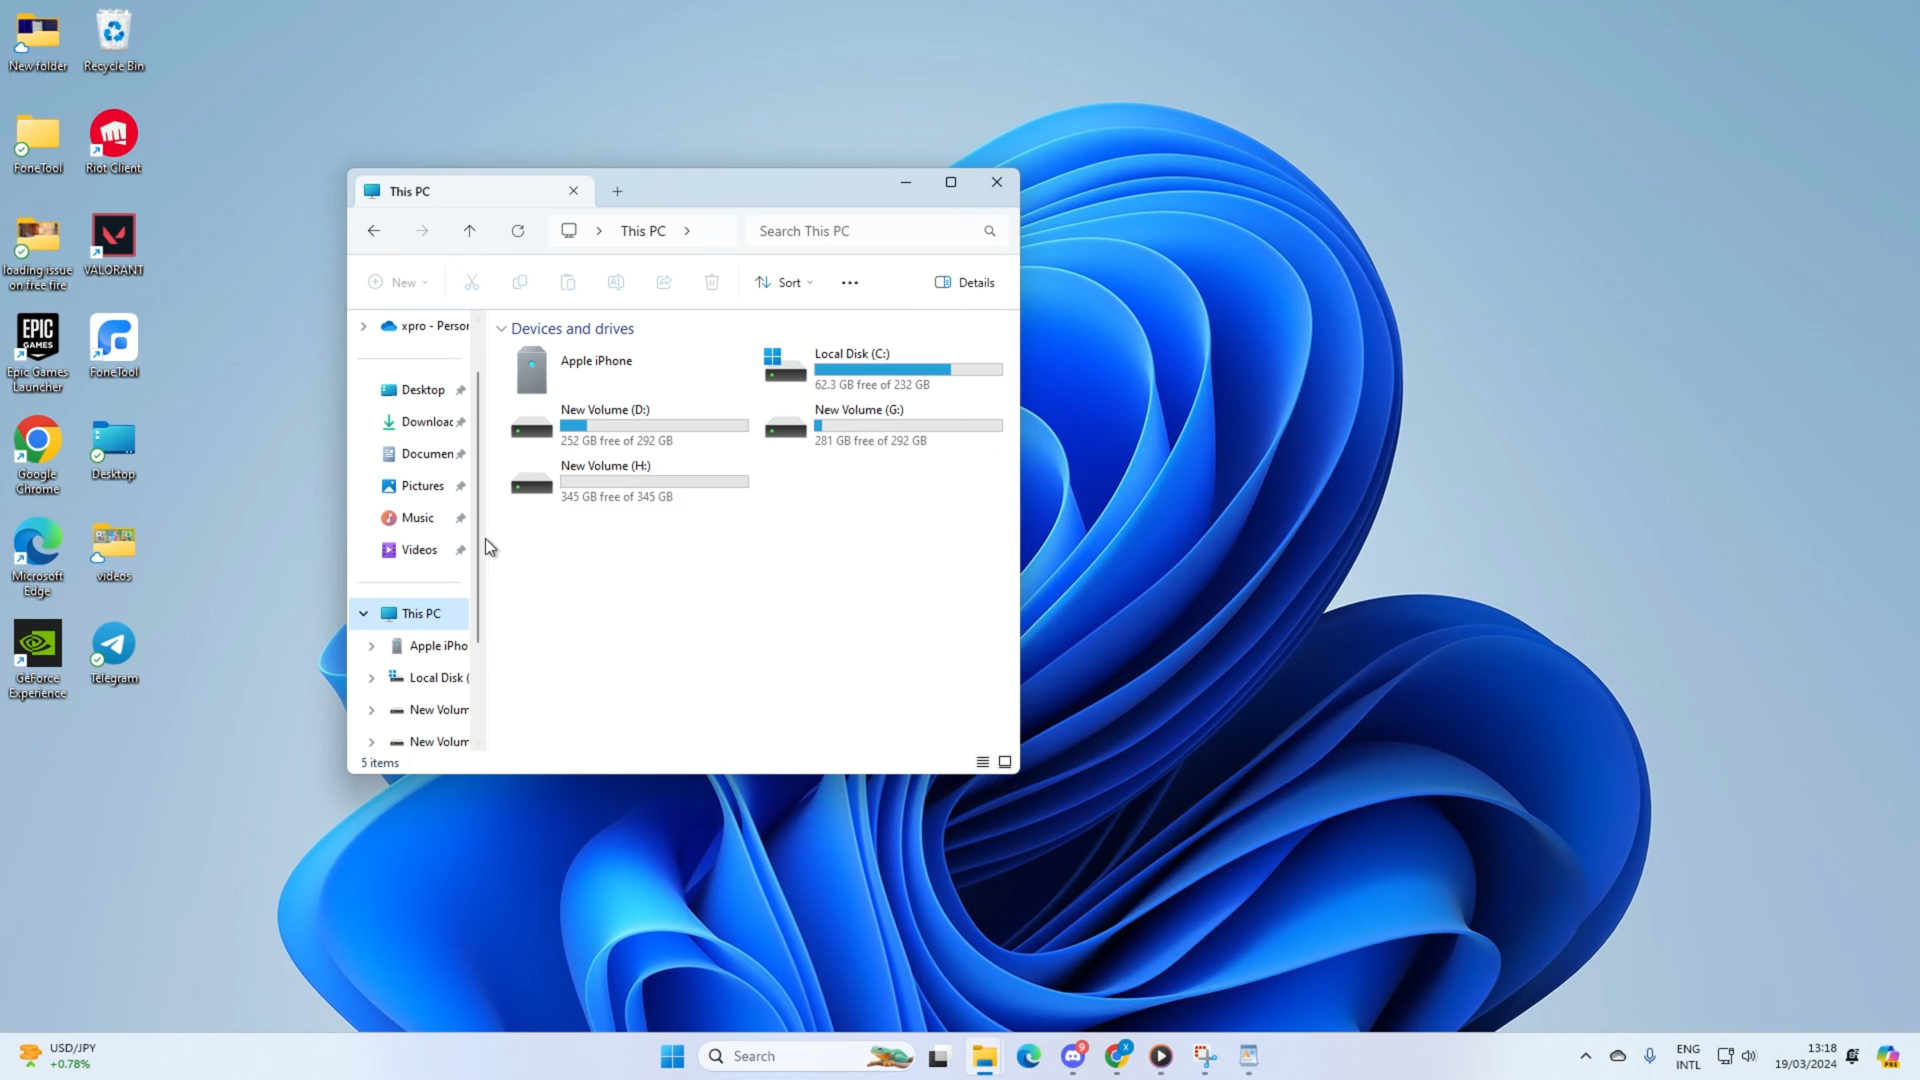 New folder
Recycle Bin
FoneTool
Riot Client
loading issue
on free fire
VALORANT
EPIC
GAMES
Epic Games
Launcher
FoneTool
Google
Chrome
Desktop
Microsoft
Edge
videos
GeForce
Experience
Telegram
This PC
This PC
Search This PC
New
Sort
Details
xpro - Person
Desktop
Downloac
Documen
Pictures
Music
Videos
This PC
Apple iPho
Local Disk (
New Volum
New Volum
Devices and drives
Apple iPhone
Local Disk (C:)
62.3 GB free of 232 GB
New Volume (D:)
252 GB free of 292 GB
New Volume (G:)
281 GB free of 292 GB
New Volume (H:)
345 GB free of 345 GB
5 items
USD/JPY
+0.78%
Search
9
X
ENG
INTL
13:18
19/03/2024
PRE